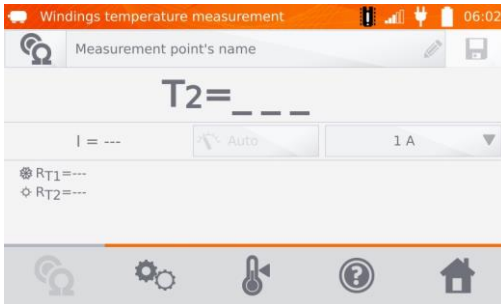 Windings temperature measurement 06:02
Measurement point's name
T2=_ _ _
I = --- Auto 1 A
RT1=---
RT2=---